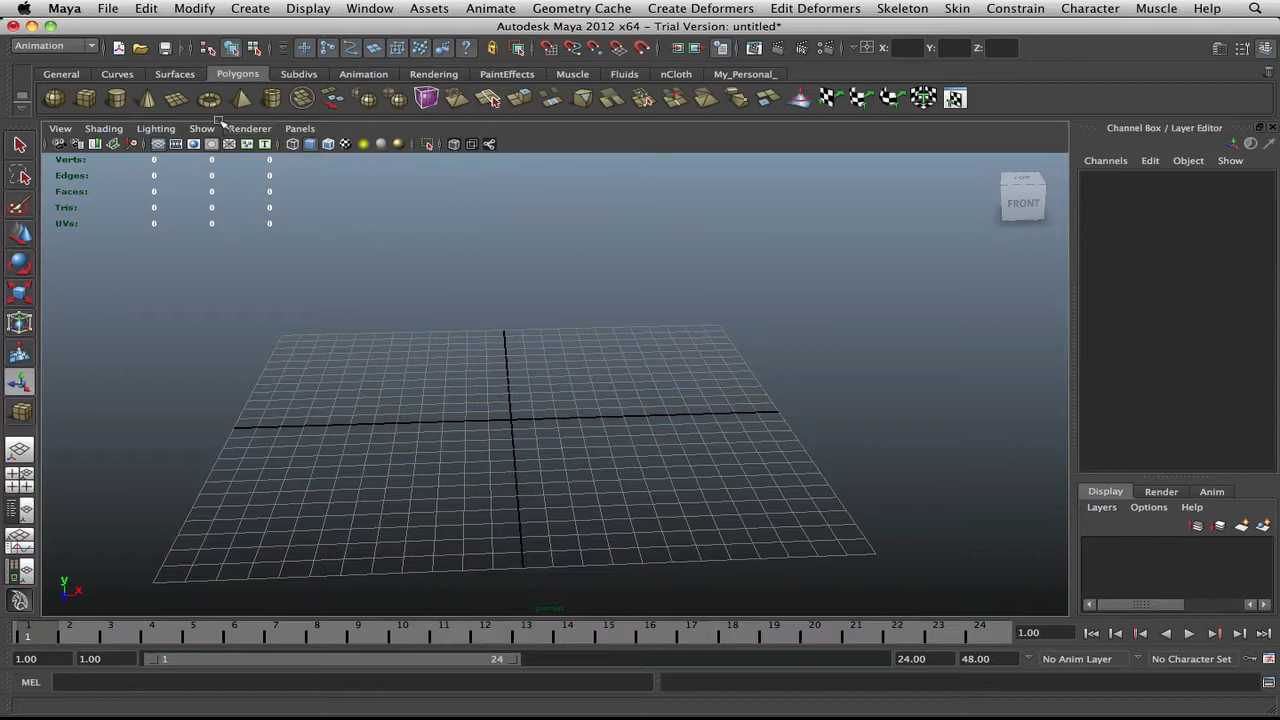 Maya File Edit Modify Create Display Window Assets Animate Geometry Cache Create Deformers Edit Deformers Skeleton Skin Constrain Character Muscle Help
Autodesk Maya 2012 x64 - Trial Version: untitled*
Animation X: Y: Z:
General Curves Surfaces Polygons Subdivs Animation Rendering PaintEffects Muscle Fluids nCloth My_Personal_
View Shading Lighting Show Renderer Panels
Channel Box / Layer Editor
Channels Edit Object Show
Verts: 0 0 0
Edges: 0 0 0
Faces: 0 0 0
Tris: 0 0 0
UVs: 0 0 0
TOP
FRONT
Display Render Anim
Layers Options Help
y
x
persp
1 2 3 4 5 6 7 8 9 10 11 12 13 14 15 16 17 18 19 20 21 22 23 24
1 1.00
1.00 1.00 1 24 24.00 48.00 No Anim Layer No Character Set
MEL